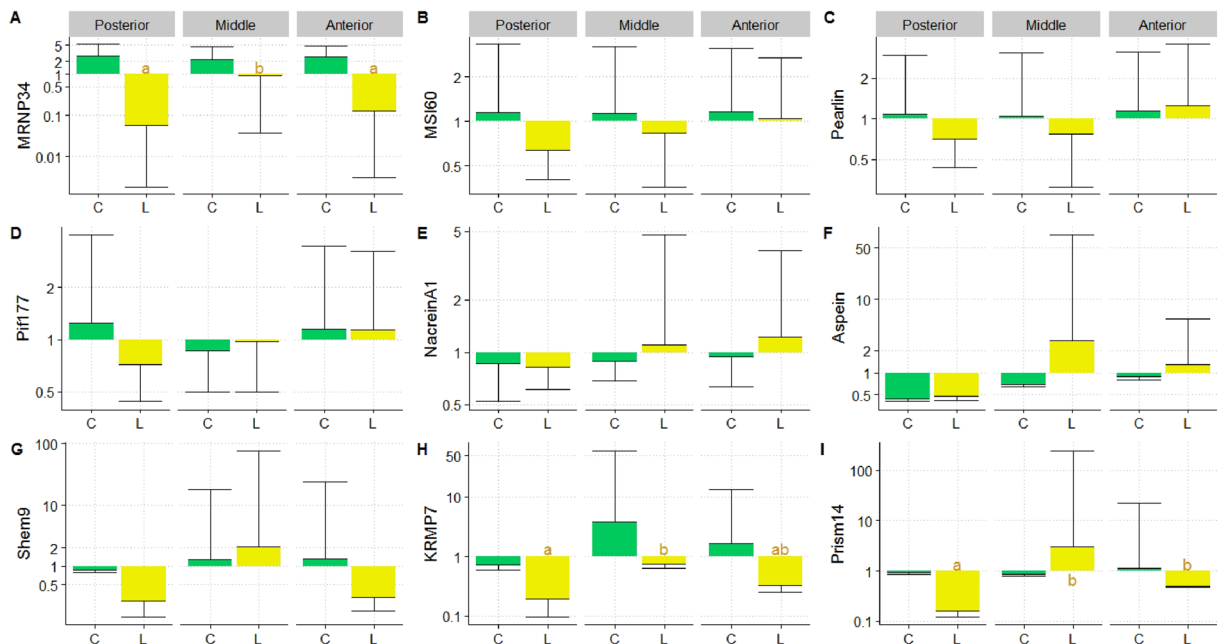 A
Posterior
Middle
Anterior
MRNP34
5
2
1
0.5
0.1
0.01
a
b
a
C
L
C
L
C
L
B
Posterior
Middle
Anterior
MSI60
2
1
0.5
C
L
C
L
C
L
C
Posterior
Middle
Anterior
Pearlin
2
1
0.5
C
L
C
L
C
L
D
Pif177
2
1
0.5
C
L
C
L
C
L
E
NacreinA1
5
2
1
0.5
C
L
C
L
C
L
F
Aspein
50
10
2
1
0.5
C
L
C
L
C
L
G
Shem9
100
10
2
1
0.5
C
L
C
L
C
L
H
KRMP7
50
10
1
0.1
a
b
ab
C
L
C
L
C
L
I
Prism14
100
10
1
0.1
a
b
b
C
L
C
L
C
L